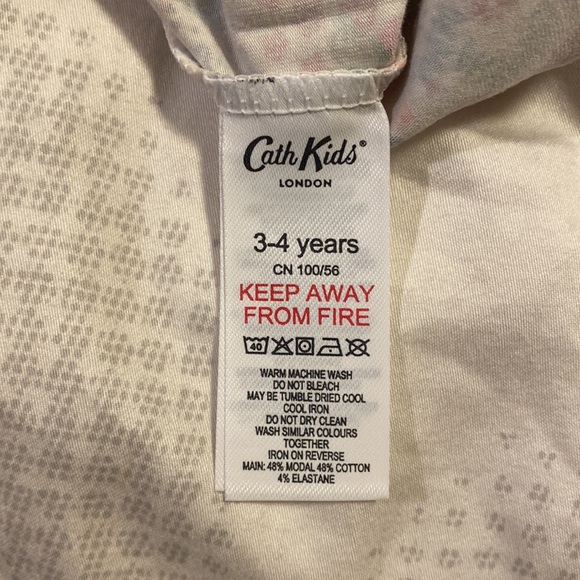 Cath Kids®
LONDON
3-4 years
CN 100/56
KEEP AWAY
FROM FIRE
40
WARM MACHINE WASH
DO NOT BLEACH
MAY BE TUMBLE DRIED COOL
COOL IRON
DO NOT DRY CLEAN
WASH SIMILAR COLOURS
TOGETHER
IRON ON REVERSE
MAIN: 48% MODAL 48% COTTON
4% ELASTANE